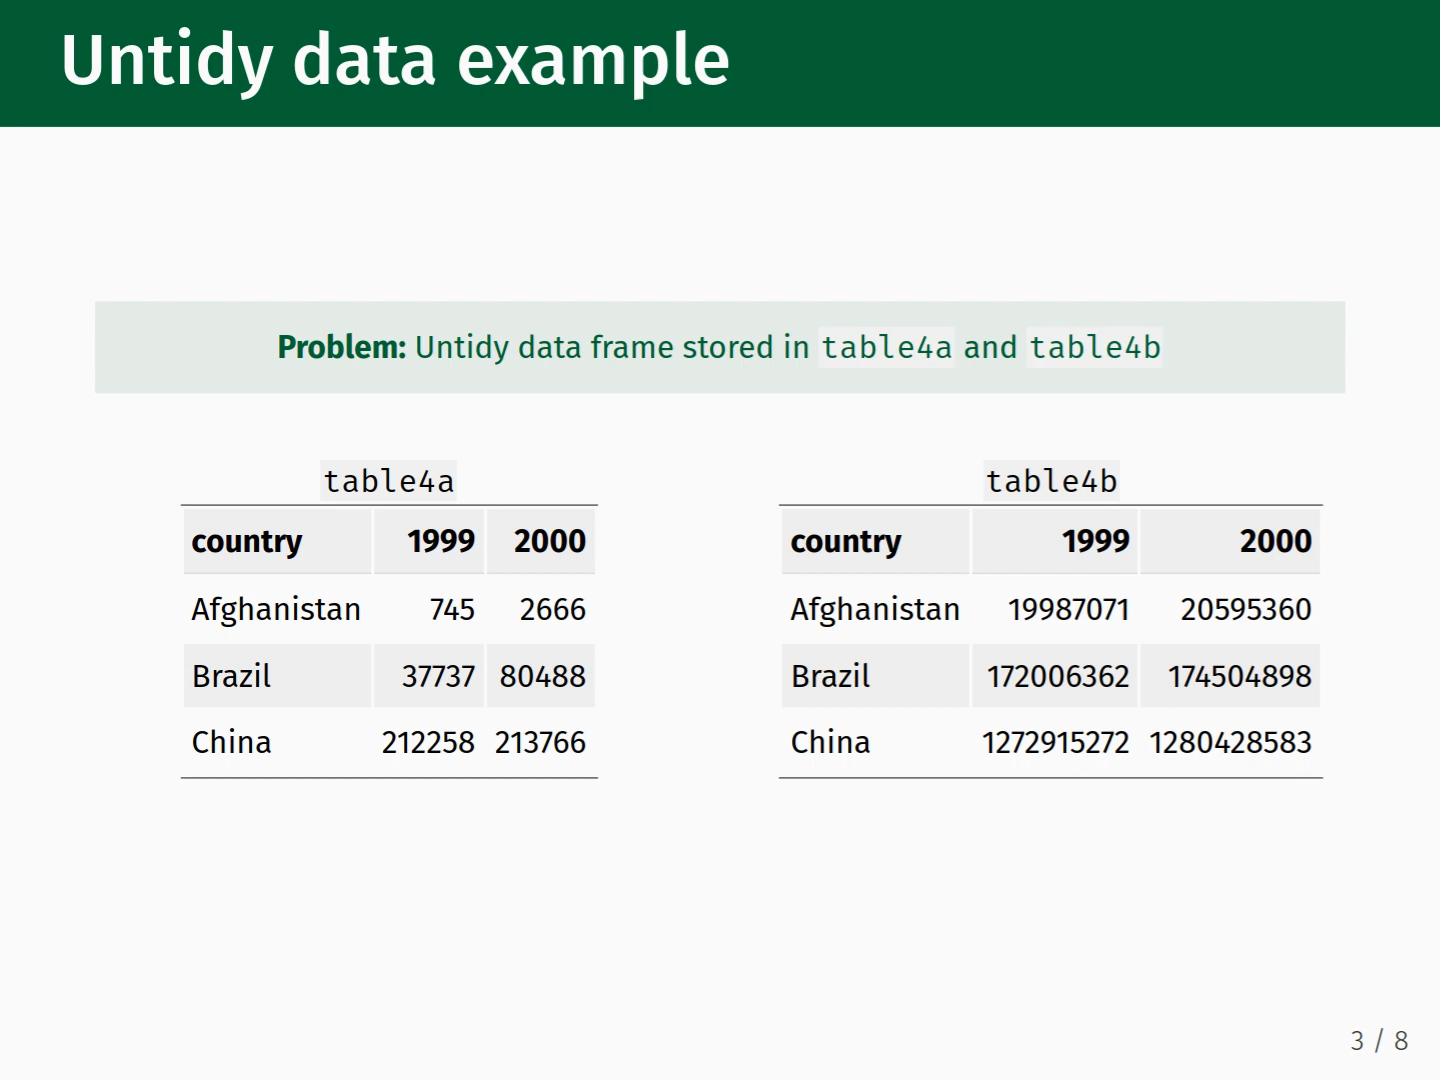 Untidy data example
Problem: Untidy data frame stored in table4a and table4b
table4a
country 1999 2000
Afghanistan 745 2666
Brazil 37737 80488
China 212258 213766
table4b
country 1999 2000
Afghanistan 19987071 20595360
Brazil 172006362 174504898
China 1272915272 1280428583
3 / 8